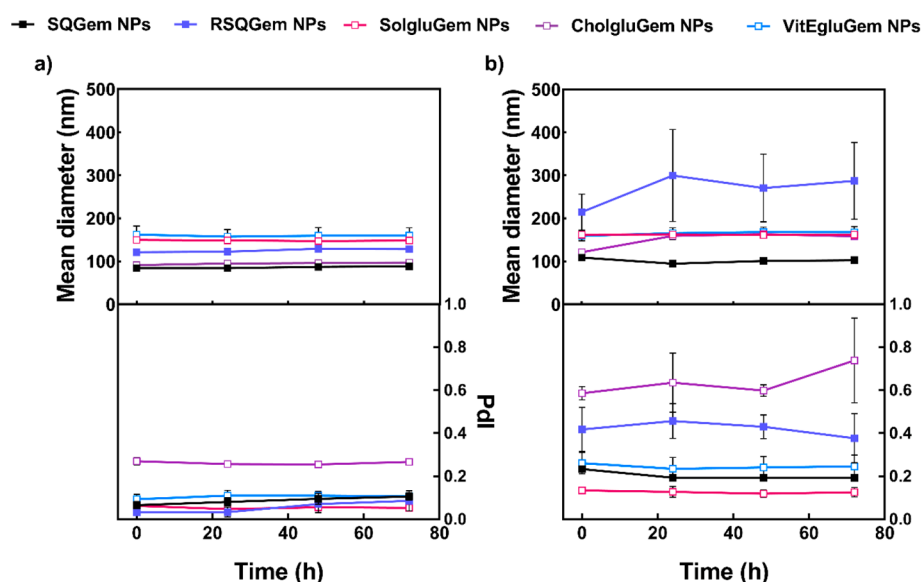 SQGem NPs RSQGem NPs SolgluGem NPs CholgluGem NPs VitEgluGem NPs
a) b)
500 500
400 400
300 300
200 200
100 100
0 0
Mean diameter (nm) Mean diameter (nm)
1.0 1.0
0.8 0.8
0.6 0.6
0.4 0.4
0.2 0.2
0.0 0.0
PdI
0 20 40 60 80 0 20 40 60 80
Time (h) Time (h)